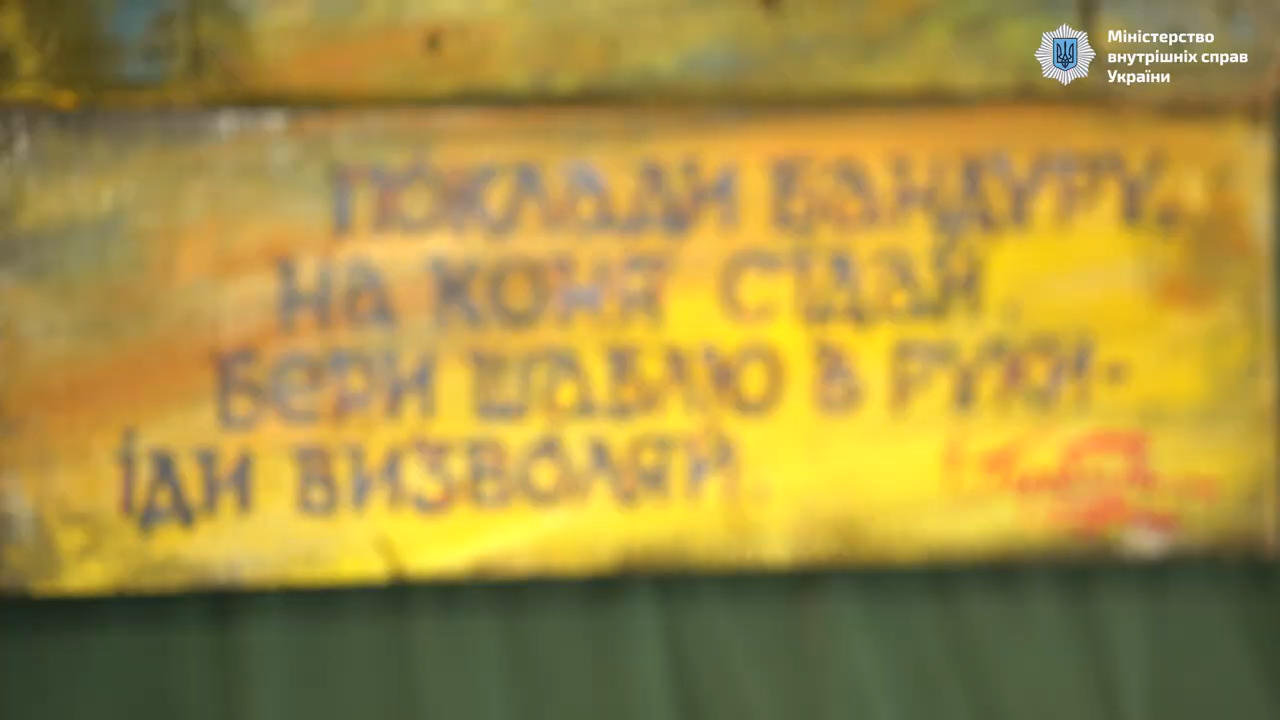 Міністерство
внутрішніх справ
України
ПОКЛАДИ БАНДУРУ,
НА КОНЯ СІДАЙ,
БЕРИ ШАБЛЮ В РУКИ -
ІДИ ВИЗВОЛЯЙ